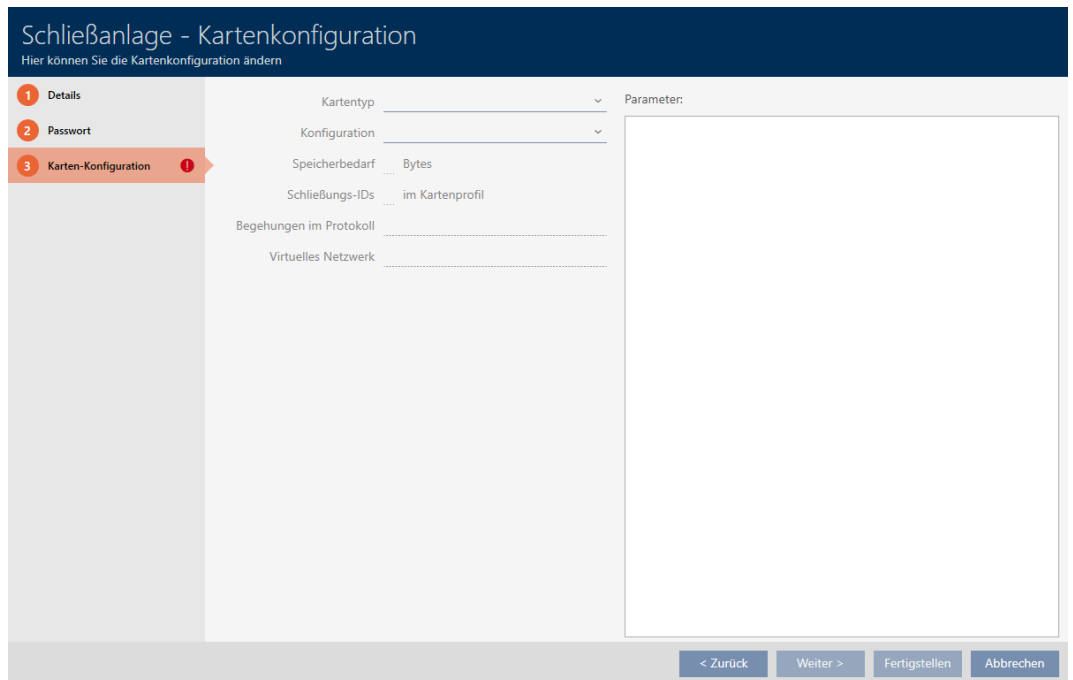 Schließanlage - Kartenkonfiguration
Hier können Sie die Kartenkonfiguration ändern
1 Details
2 Passwort
3 Karten-Konfiguration !
Kartentyp
Konfiguration
Speicherbedarf .... Bytes
Schließungs-IDs .... im Kartenprofil
Begehungen im Protokoll
Virtuelles Netzwerk
Parameter:
< Zurück
Weiter >
Fertigstellen
Abbrechen